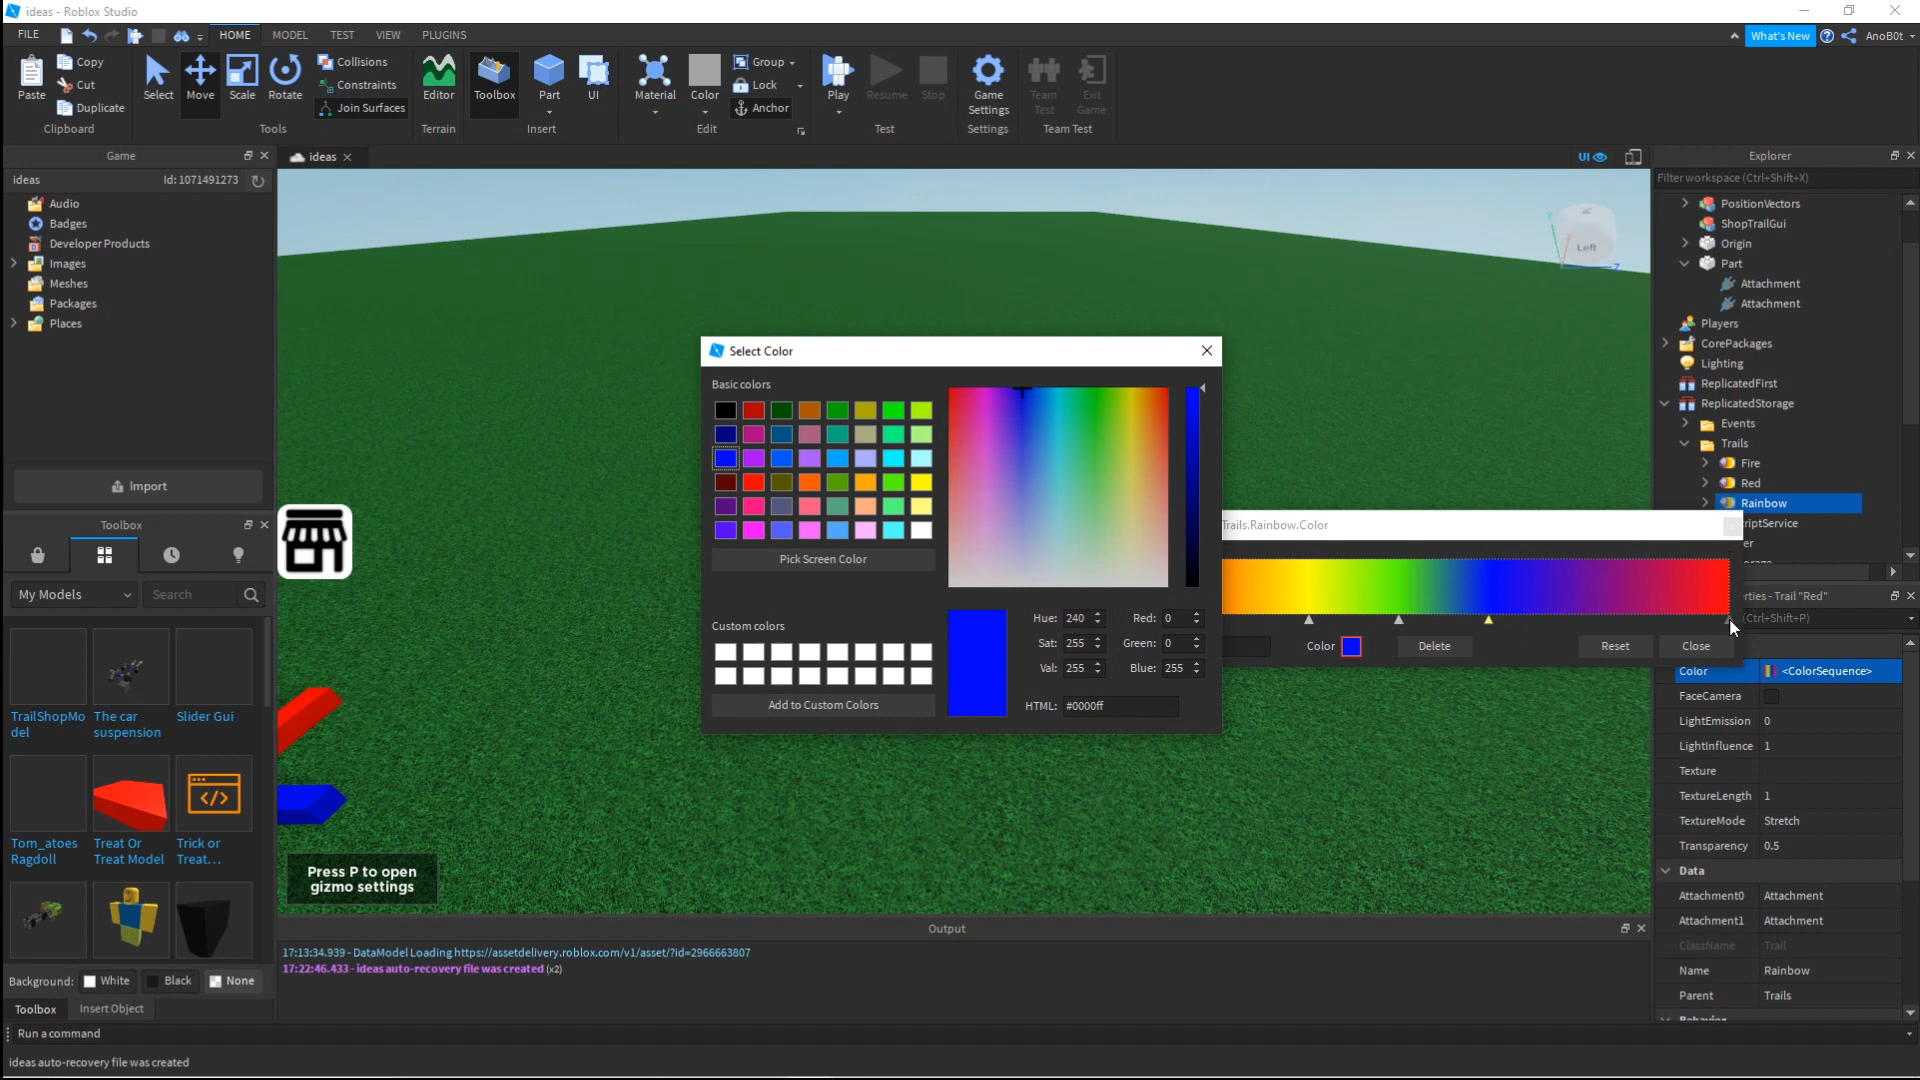 ideas - Roblox Studio
FILE
HOME
MODEL
TEST
VIEW
PLUGINS
What's New
AnoB0t
Paste
Copy
Cut
Duplicate
Clipboard
Select
Move
Scale
Rotate
Collisions
Constraints
Join Surfaces
Tools
Editor
Terrain
Toolbox
Part
UI
Insert
Material
Color
Group
Lock
Anchor
Edit
Play
Resume
Stop
Test
Game
Settings
Settings
Team
Test
Exit
Game
Team Test
Game
ideas
Id: 1071491273
Audio
Badges
Developer Products
Images
Meshes
Packages
Places
Import
Toolbox
My Models
Search
TrailShopMo
del
The car
suspension
Slider Gui
Tom_atoes
Ragdoll
Treat Or
Treat Model
Trick or
Treat...
Background:
White
Black
None
Toolbox
Insert Object
Run a command
ideas auto-recovery file was created
ideas
UI
Left
Press P to open
gizmo settings
Select Color
Basic colors
Pick Screen Color
Custom colors
Add to Custom Colors
Hue: 240
Red: 0
Sat: 255
Green: 0
Val: 255
Blue: 255
HTML: #0000ff
Trails.Rainbow.Color
Color
Delete
Reset
Close
Output
17:13:34.939 - DataModel Loading https://assetdelivery.roblox.com/v1/asset/?id=2966663807
17:22:46.433 - ideas auto-recovery file was created (x2)
Explorer
Filter workspace (Ctrl+Shift+X)
PositionVectors
ShopTrailGui
Origin
Part
Attachment
Attachment
Players
CorePackages
Lighting
ReplicatedFirst
ReplicatedStorage
Events
Trails
Fire
Red
Rainbow
riptService
er
erties - Trail "Red"
(Ctrl+Shift+P)
Color <ColorSequence>
FaceCamera
LightEmission 0
LightInfluence 1
Texture
TextureLength 1
TextureMode Stretch
Transparency 0.5
Data
Attachment0 Attachment
Attachment1 Attachment
ClassName Trail
Name Rainbow
Parent Trails
Behavior